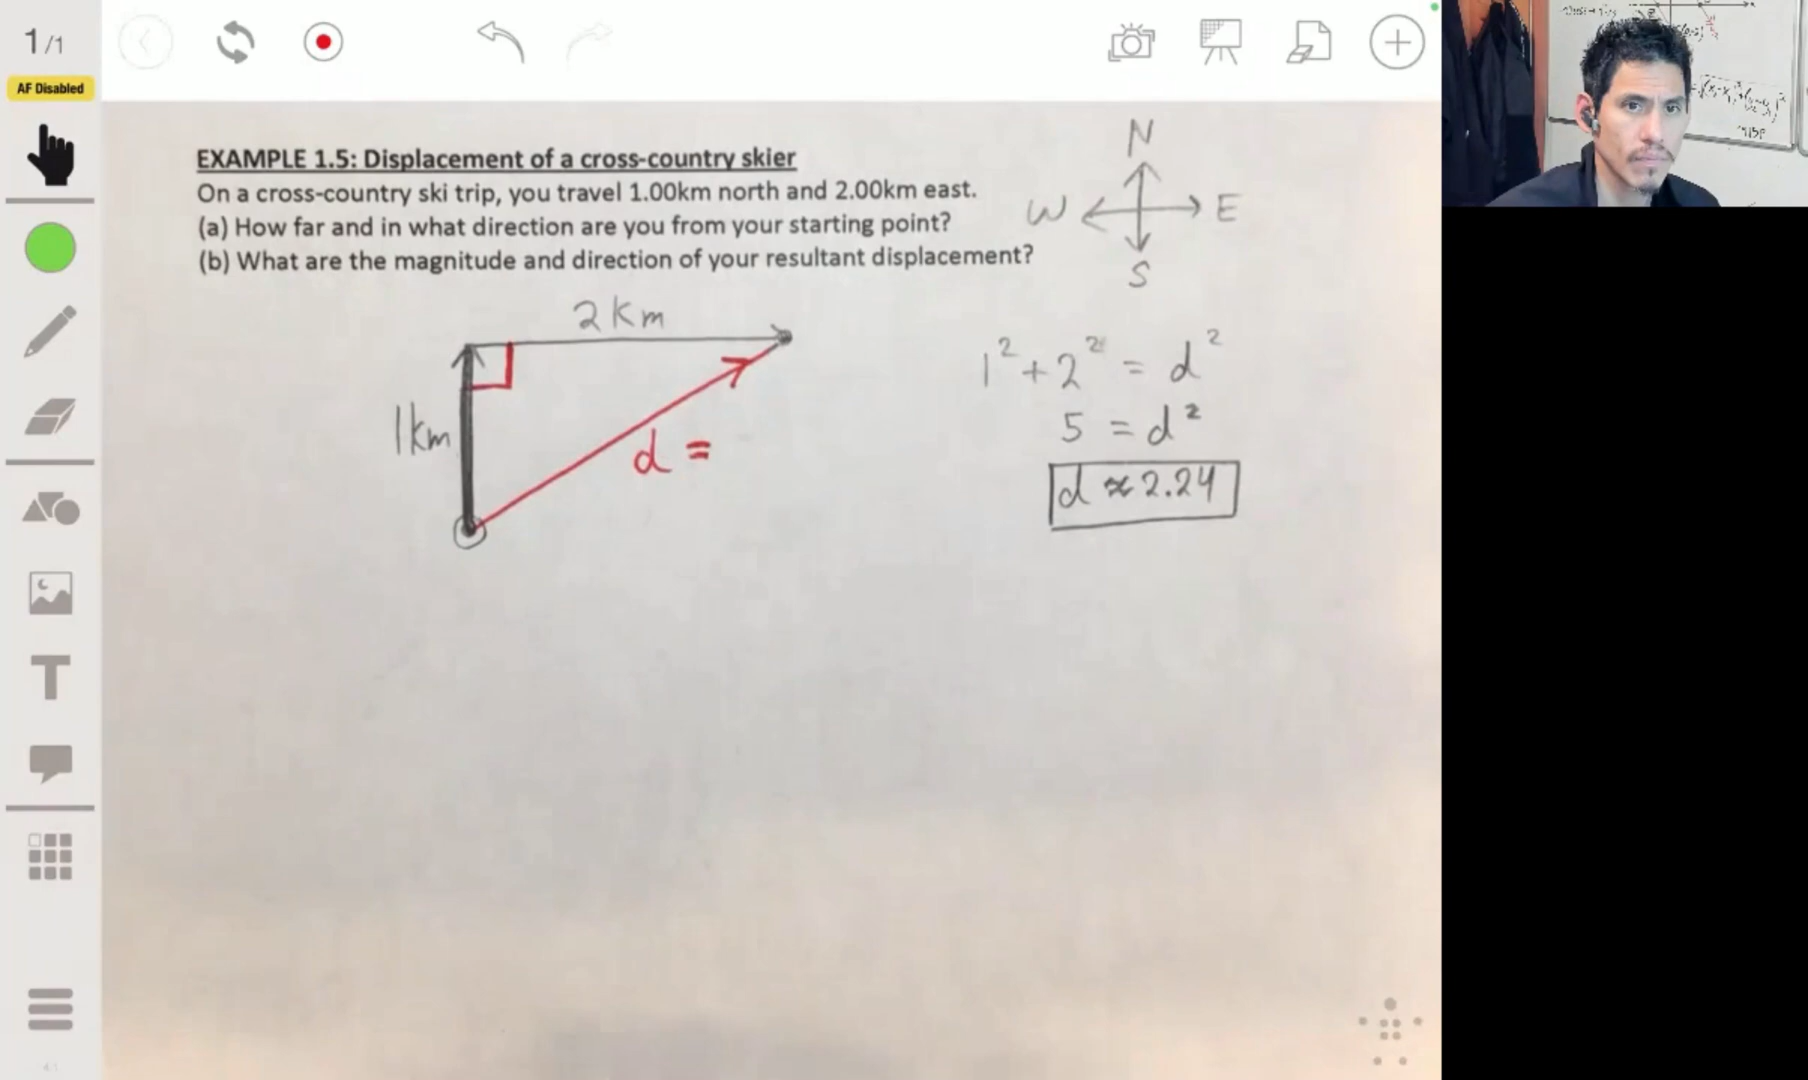 1/1
AF Disabled
EXAMPLE 1.5: Displacement of a cross-country skier
On a cross-country ski trip, you travel 1.00km north and 2.00km east.
(a) How far and in what direction are you from your starting point?
(b) What are the magnitude and direction of your resultant displacement?
N
W E
S
2 Km
1km
d =
1² + 2² = d²
5 = d²
d ≈ 2.24
T